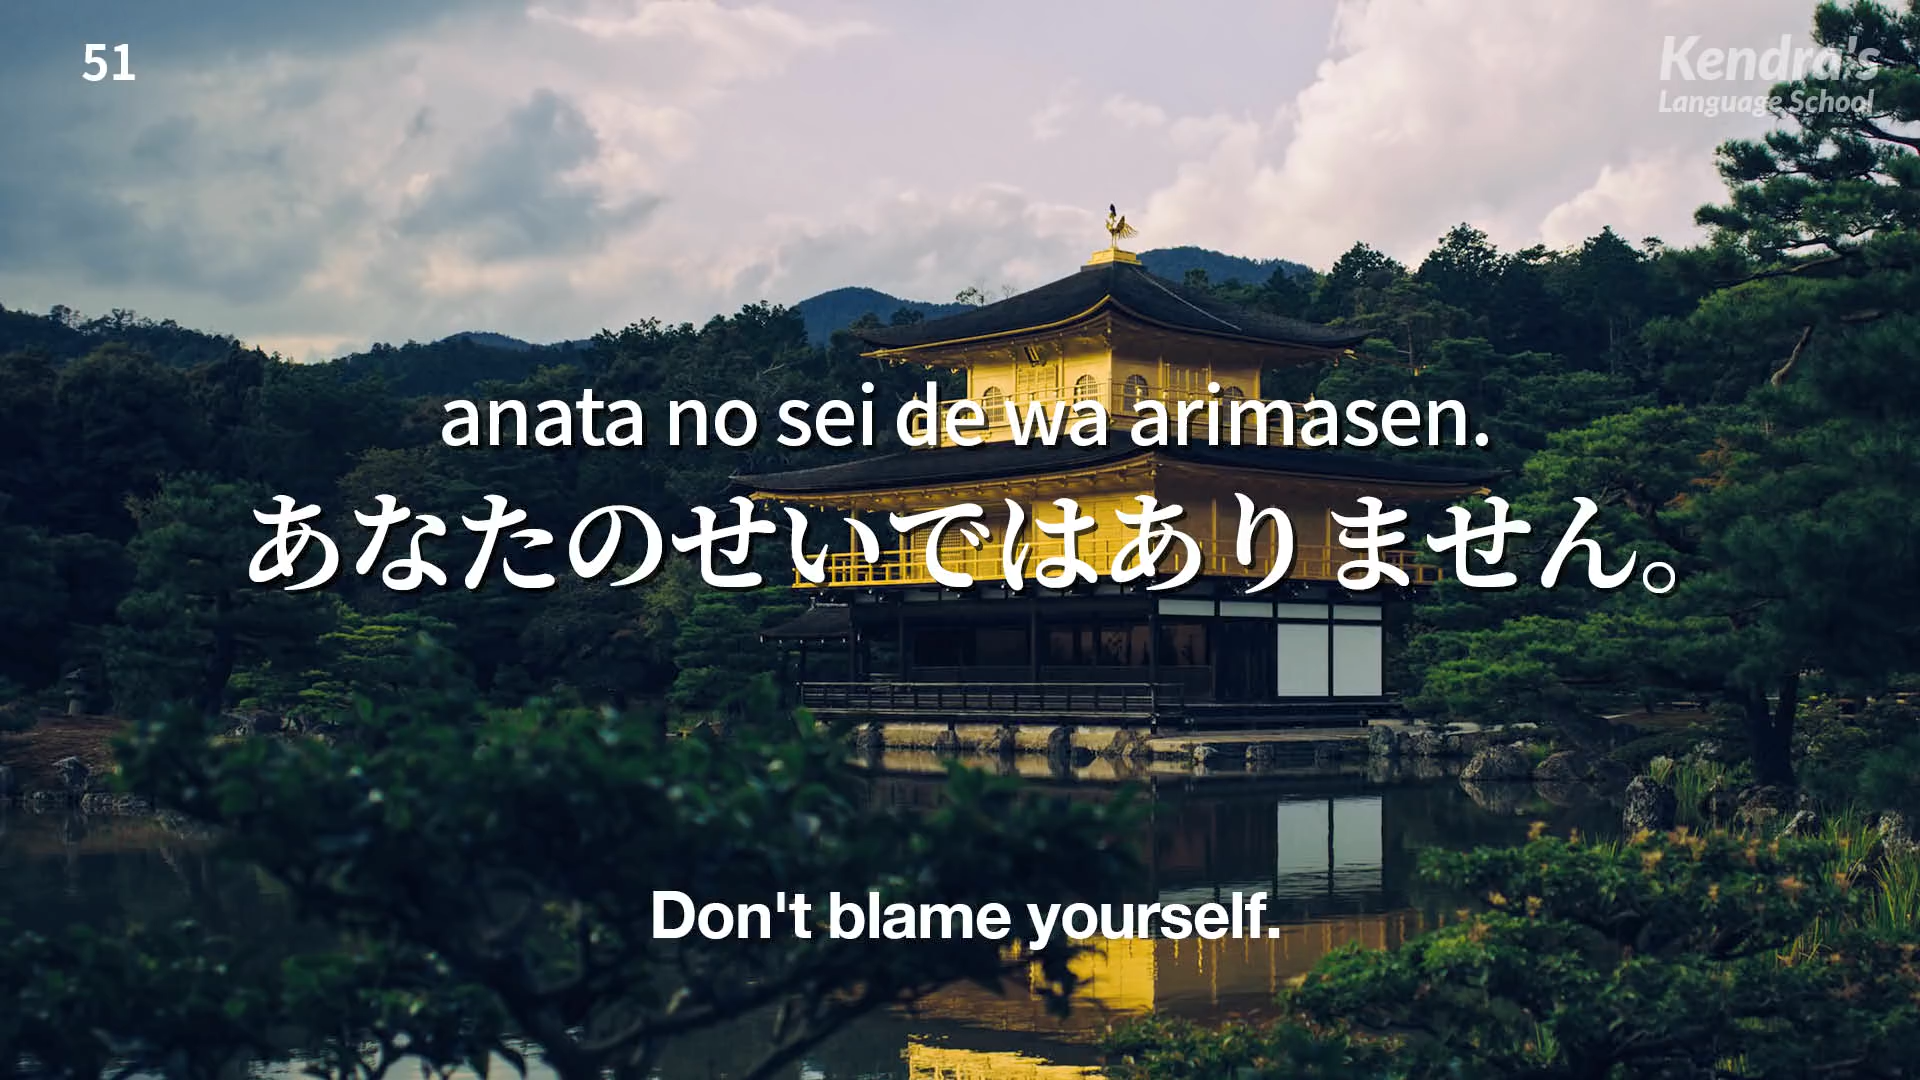 51
Kendra's
Language School
anata no sei de wa arimasen.
あなたのせいではありません。
Don't blame yourself.